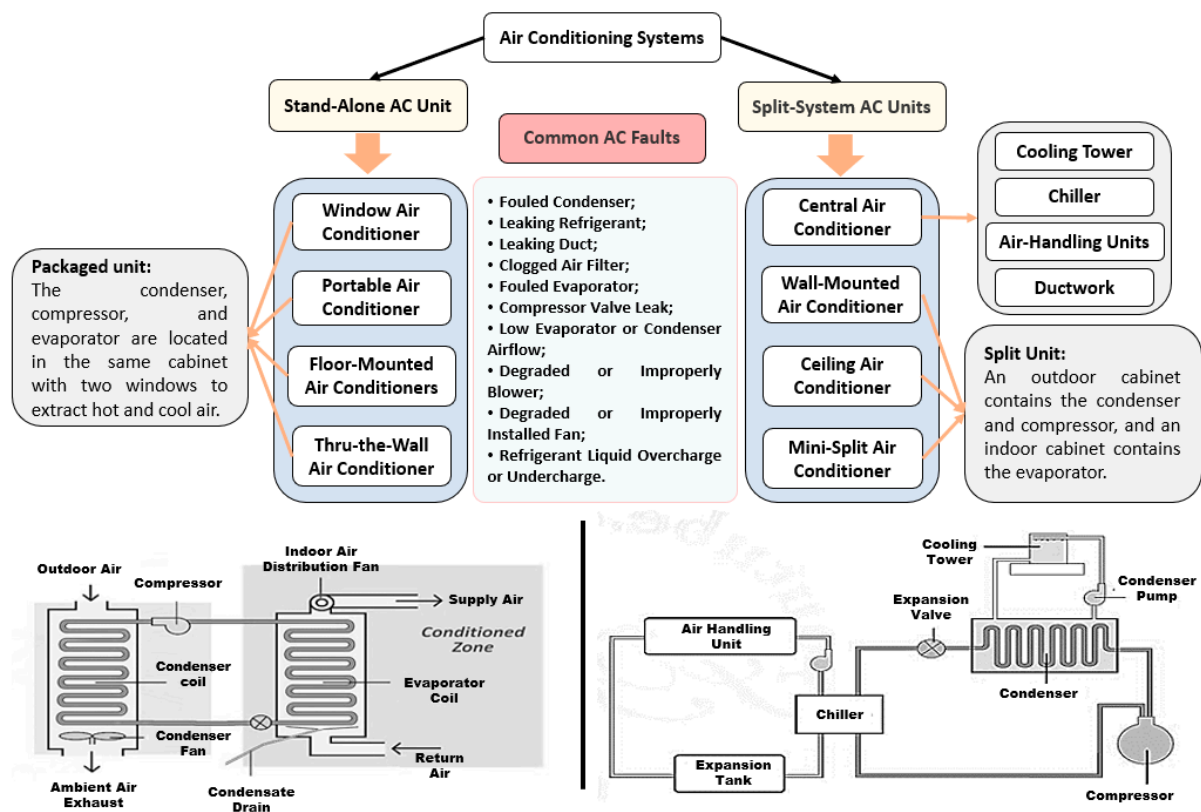 Air Conditioning Systems
Stand-Alone AC Unit
Split-System AC Units
Common AC Faults
Window Air
Conditioner
Portable Air
Conditioner
Floor-Mounted
Air Conditioners
Thru-the-Wall
Air Conditioner
Packaged unit:
The condenser,
compressor, and
evaporator are located
in the same cabinet
with two windows to
extract hot and cool air.
• Fouled Condenser;
• Leaking Refrigerant;
• Leaking Duct;
• Clogged Air Filter;
• Fouled Evaporator;
• Compressor Valve Leak;
• Low Evaporator or Condenser
Airflow;
• Degraded or Improperly
Blower;
• Degraded or Improperly
Installed Fan;
• Refrigerant Liquid Overcharge
or Undercharge.
Central Air
Conditioner
Wall-Mounted
Air Conditioner
Ceiling Air
Conditioner
Mini-Split Air
Conditioner
Cooling Tower
Chiller
Air-Handling Units
Ductwork
Split Unit:
An outdoor cabinet
contains the condenser
and compressor, and an
indoor cabinet contains
the evaporator.
Outdoor Air
Compressor
Indoor Air
Distribution Fan
Supply Air
Conditioned
Zone
Condenser
coil
Evaporator
Coil
Condenser
Fan
Return
Air
Ambient Air
Exhaust
Condensate
Drain
Cooling
Tower
Condenser
Pump
Expansion
Valve
Air Handling
Unit
Condenser
Chiller
Expansion
Tank
Compressor